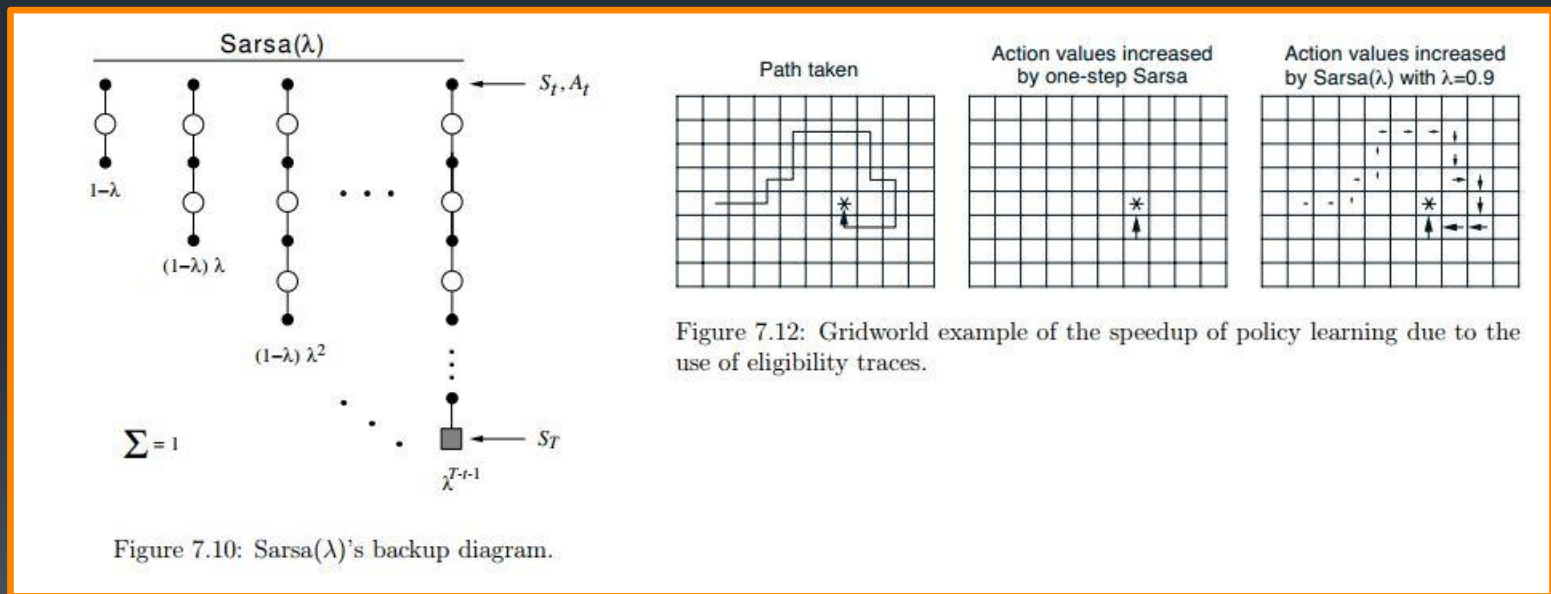 Sarsa(λ)
S_t, A_t
1−λ
(1−λ) λ
(1−λ) λ²
Σ = 1
S_T
λ^{T-t-1}
Figure 7.10: Sarsa(λ)'s backup diagram.
Path taken
Action values increased
by one-step Sarsa
Action values increased
by Sarsa(λ) with λ=0.9
Figure 7.12: Gridworld example of the speedup of policy learning due to the
use of eligibility traces.